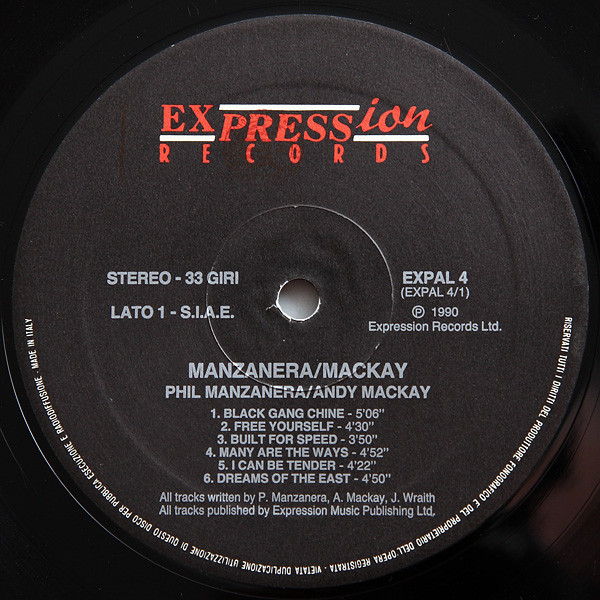 EXPRESSion
RECORDS
STEREO - 33 GIRI
LATO 1 - S.I.A.E.
EXPAL 4
(EXPAL 4/1)
℗ 1990
Expression Records Ltd.
MANZANERA/MACKAY
PHIL MANZANERA/ANDY MACKAY
1. BLACK GANG CHINE - 5'06"
2. FREE YOURSELF - 4'30"
3. BUILT FOR SPEED - 3'50"
4. MANY ARE THE WAYS - 4'52"
5. I CAN BE TENDER - 4'22"
6. DREAMS OF THE EAST - 4'50"
All tracks written by P. Manzanera, A. Mackay, J. Wraith
All tracks published by Expression Music Publishing Ltd.
RISERVATI TUTTI I DIRITTI DEL PRODUTTORE FONOGRAFICO E DEL PROPRIETARIO DELL'OPERA REGISTRATA - VIETATA DUPLICAZIONE UTILIZZAZIONE DI QUESTO DISCO PER PUBBLICA ESECUZIONE E RADIODIFFUSIONE. MADE IN ITALY